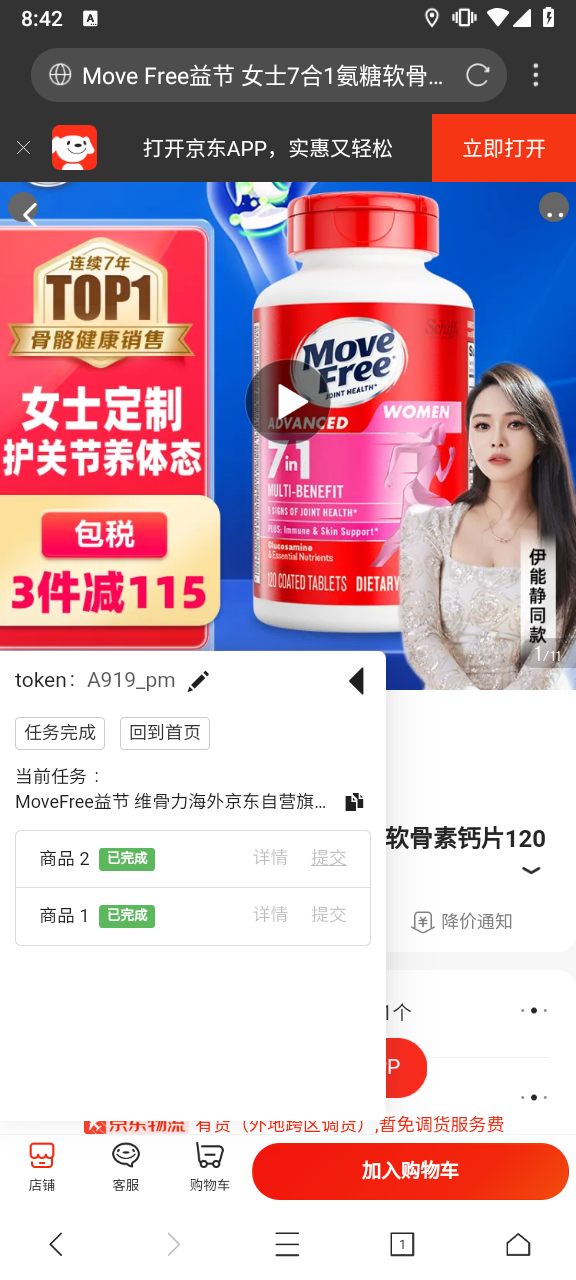 8:42
A
Move Free益节 女士7合1氨糖软骨...
打开京东APP，实惠又轻松
立即打开
连续7年
TOP1
骨骼健康销售
女士定制
护关节养体态
包税
3件减115
Schiff
Move
Free
JOINT HEALTH*
ADVANCED
WOMEN
7in1
MULTI-BENEFIT
5 SIGNS OF JOINT HEALTH*
PLUS: Immune & Skin Support*
Glucosamine
& Essential Nutrients
120 COATED TABLETS
DIETARY
伊能静同款
1/11
token： A919_pm
任务完成
回到首页
当前任务：
MoveFree益节 维骨力海外京东自营旗...
软骨素钙片120
商品 2 已完成 详情 提交
降价通知
商品 1 已完成 详情 提交
1个
P
京东物流 有货（外地跨区调货）,暂免调货服务费
店铺
客服
购物车
加入购物车
1